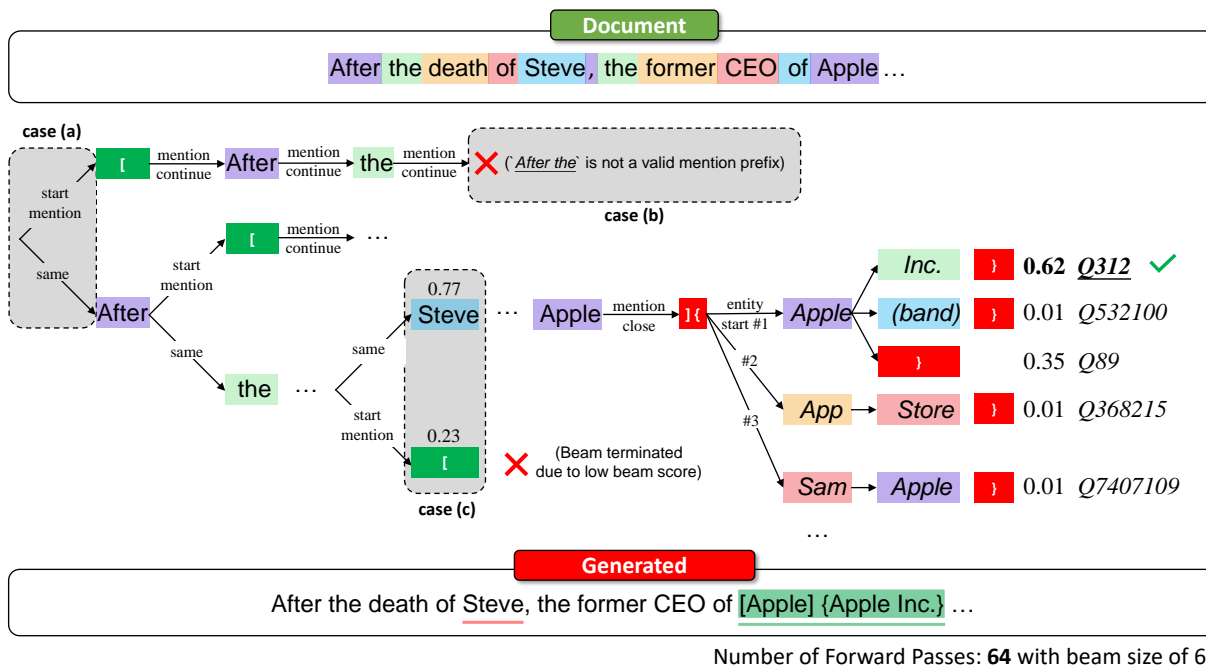 Document
After the death of Steve, the former CEO of Apple ...
case (a)
[
mention
continue
After
mention
continue
the
mention
continue
(`After the` is not a valid mention prefix)
case (b)
start
mention
same
[
mention
continue
...
start
mention
After
same
the
...
same
start
mention
0.77
Steve
0.23
[
case (c)
(Beam terminated
due to low beam score)
...
Apple
mention
close
] {
entity
start #1
#2
#3
Apple
Inc.
}
0.62 Q312
(band)
}
0.01 Q532100
}
0.35 Q89
App
Store
}
0.01 Q368215
Sam
Apple
}
0.01 Q7407109
...
Generated
After the death of Steve, the former CEO of [Apple] {Apple Inc.} ...
Number of Forward Passes: 64 with beam size of 6